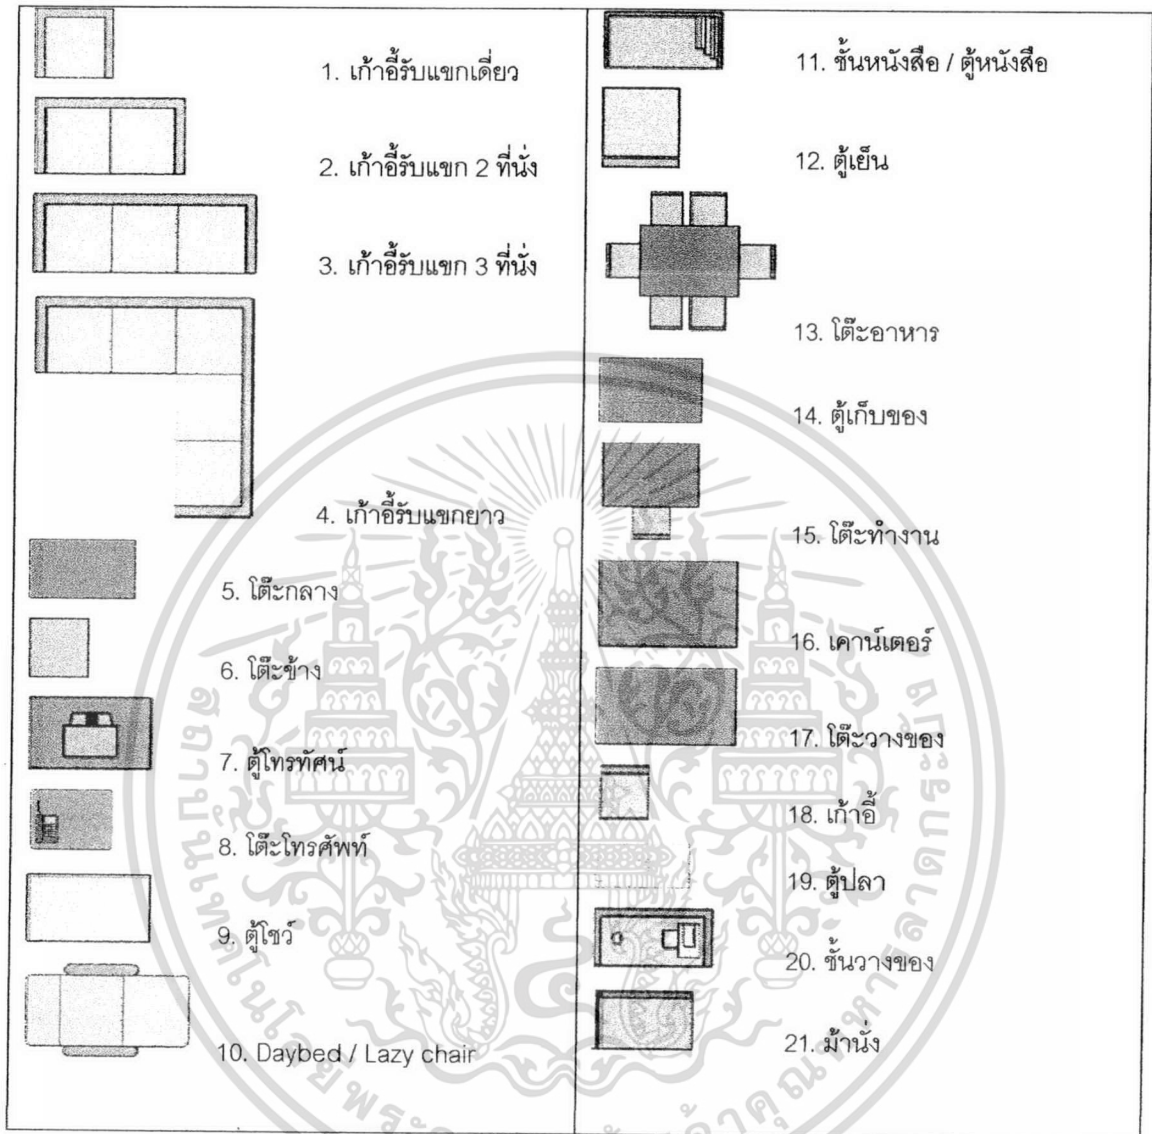 1. เก้าอี้รับแขกเดี่ยว
2. เก้าอี้รับแขก 2 ที่นั่ง
3. เก้าอี้รับแขก 3 ที่นั่ง
4. เก้าอี้รับแขกยาว
5. โต๊ะกลาง
6. โต๊ะข้าง
7. ตู้โทรทัศน์
8. โต๊ะโทรศัพท์
9. ตู้โชว์
10. Daybed / Lazy chair
11. ชั้นหนังสือ / ตู้หนังสือ
12. ตู้เย็น
13. โต๊ะอาหาร
14. ตู้เก็บของ
15. โต๊ะทำงาน
16. เคาน์เตอร์
17. โต๊ะวางของ
18. เก้าอี้
19. ตู้ปลา
20. ชั้นวางของ
21. ม้านั่ง